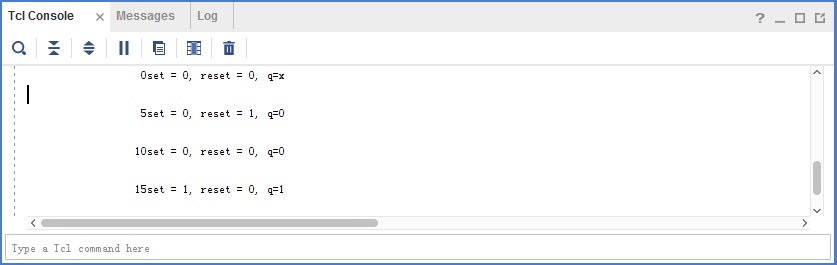 Tcl Console Messages Log
0set = 0, reset = 0, q=x
5set = 0, reset = 1, q=0
10set = 0, reset = 0, q=0
15set = 1, reset = 0, q=1
Type a Tcl command here